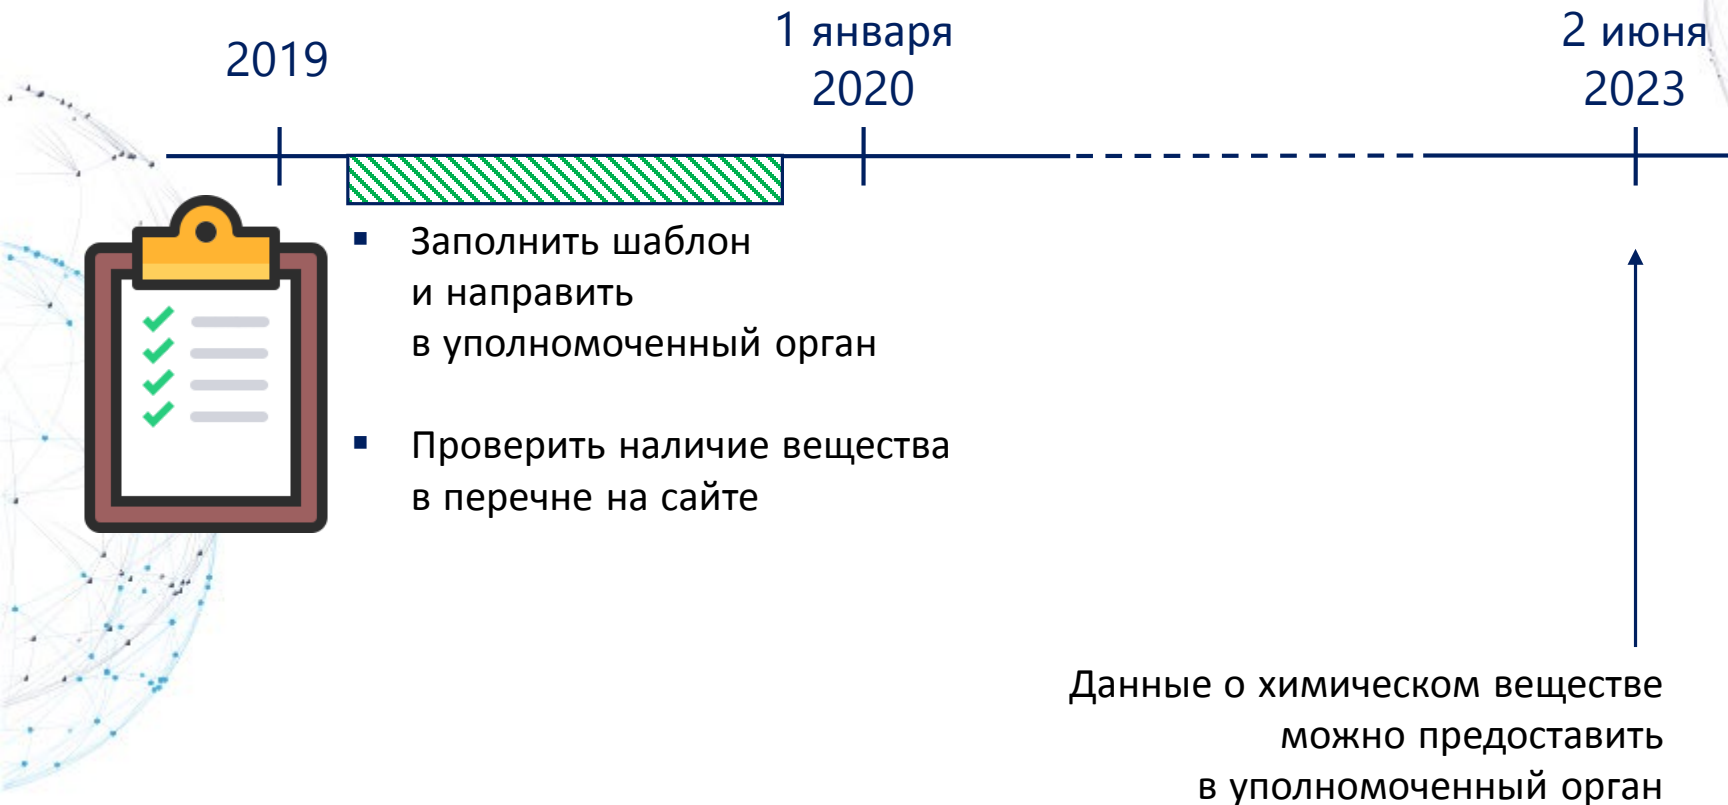 2019
1 января
2020
2 июня
2023
Заполнить шаблон
и направить
в уполномоченный орган
Проверить наличие вещества
в перечне на сайте
Данные о химическом веществе
можно предоставить
в уполномоченный орган